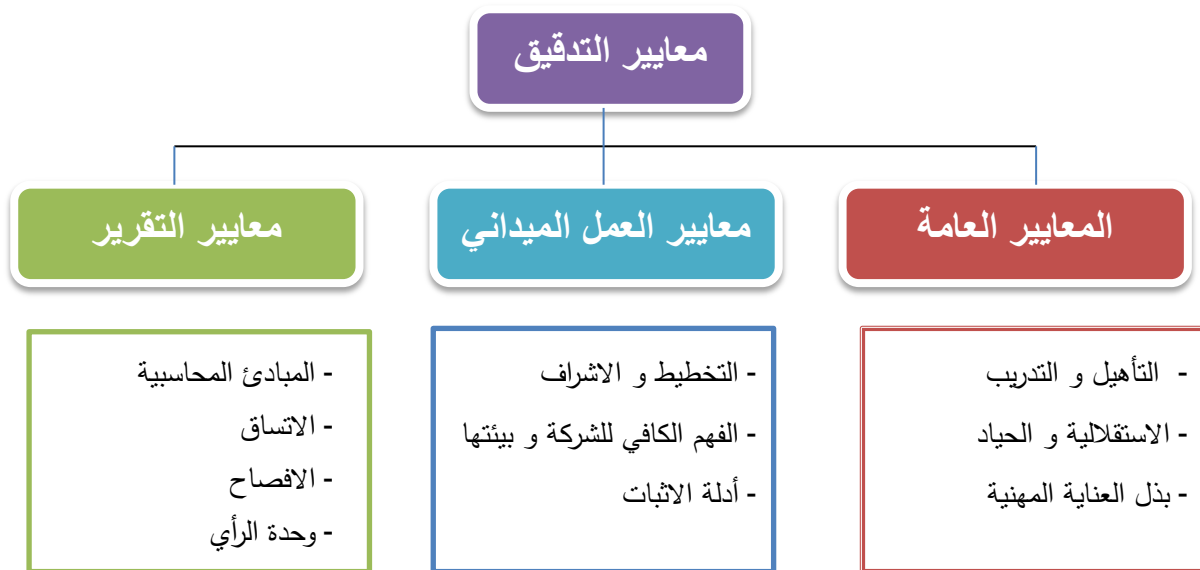 معايير التدقيق
المعايير العامة
معايير العمل الميداني
معايير التقرير
- التأهيل و التدريب
- الاستقلالية و الحياد
- بذل العناية المهنية
- التخطيط و الاشراف
- الفهم الكافي للشركة و بيئتها
- أدلة الاثبات
- المبادئ المحاسبية
- الاتساق
- الافصاح
- وحدة الرأي